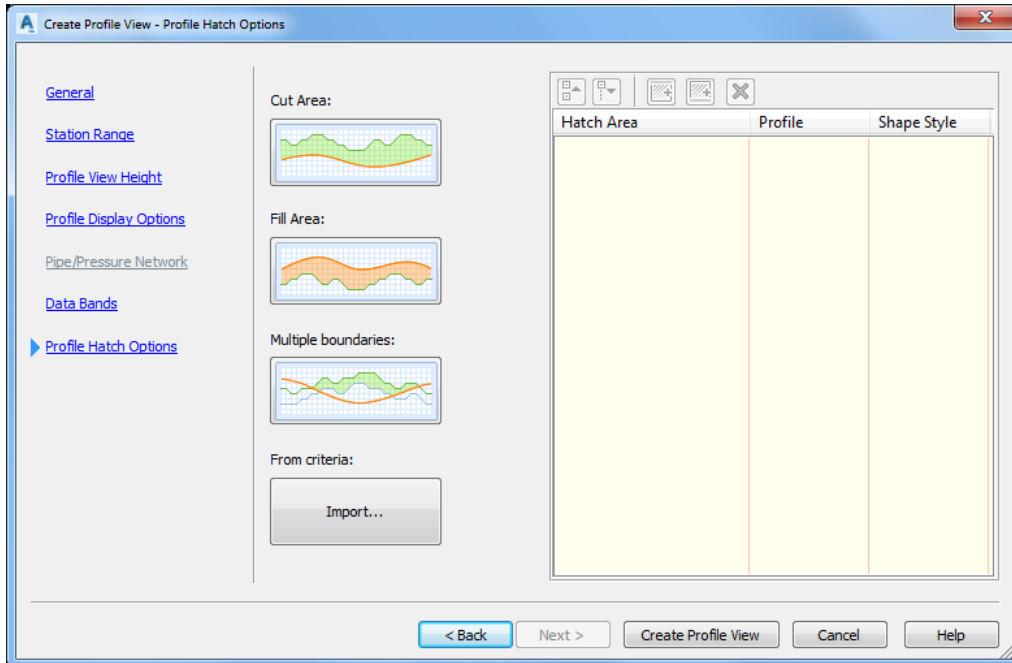 Create Profile View - Profile Hatch Options
General
Station Range
Profile View Height
Profile Display Options
Pipe/Pressure Network
Data Bands
Profile Hatch Options
Cut Area:
Fill Area:
Multiple boundaries:
From criteria:
Import...
Hatch Area Profile Shape Style
< Back Next > Create Profile View Cancel Help